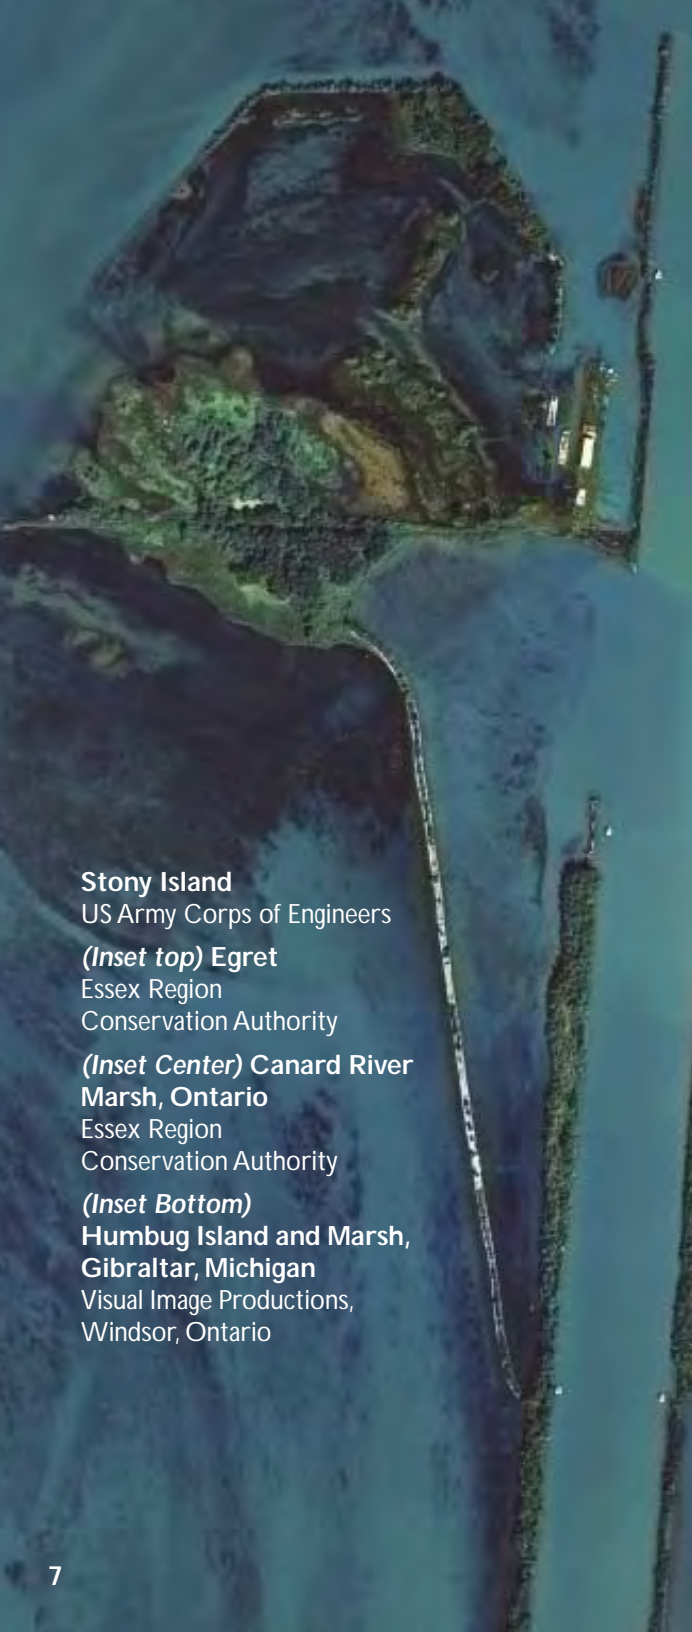 Stony Island
US Army Corps of Engineers
(Inset top) Egret
Essex Region
Conservation Authority
(Inset Center) Canard River
Marsh, Ontario
Essex Region
Conservation Authority
(Inset Bottom)
Humbug Island and Marsh,
Gibraltar, Michigan
Visual Image Productions,
Windsor, Ontario
7